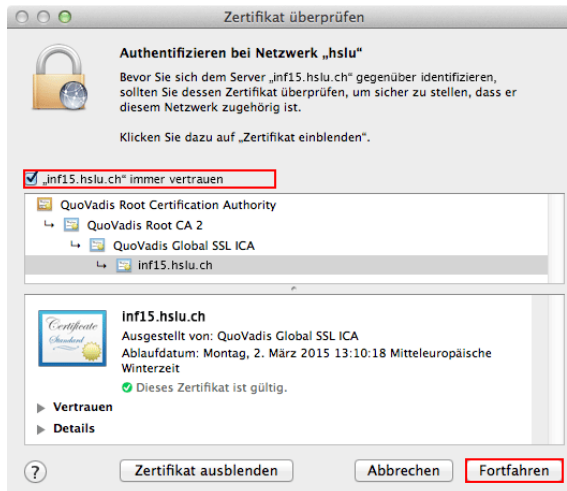 Zertifikat überprüfen
Authentifizieren bei Netzwerk „hslu“
Bevor Sie sich dem Server „inf15.hslu.ch“ gegenüber identifizieren,
sollten Sie dessen Zertifikat überprüfen, um sicher zu stellen, dass er
diesem Netzwerk zugehörig ist.
Klicken Sie dazu auf „Zertifikat einblenden“.
„inf15.hslu.ch“ immer vertrauen
QuoVadis Root Certification Authority
QuoVadis Root CA 2
QuoVadis Global SSL ICA
inf15.hslu.ch
Certificate
Standard
inf15.hslu.ch
Ausgestellt von: QuoVadis Global SSL ICA
Ablaufdatum: Montag, 2. März 2015 13:10:18 Mitteleuropäische
Winterzeit
Dieses Zertifikat ist gültig.
Vertrauen
Details
? Zertifikat ausblenden Abbrechen Fortfahren